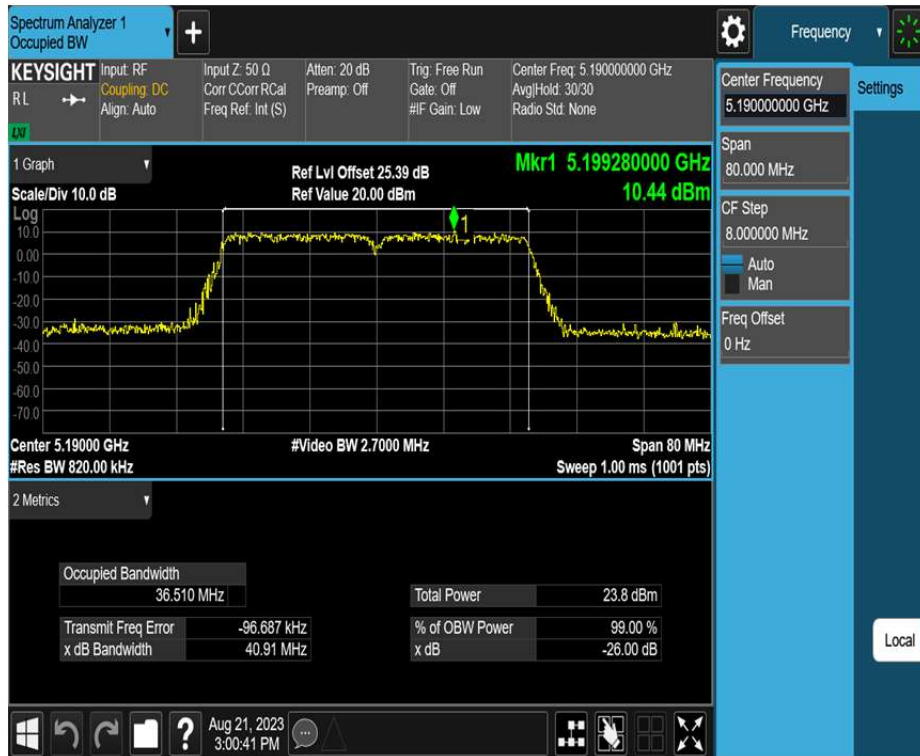 Spectrum Analyzer 1
Occupied BW
+
Frequency
KEYSIGHT
R L
LXI
Input: RF
Coupling: DC
Align: Auto
Input Z: 50 Ω
Corr CCorr RCal
Freq Ref: Int (S)
Atten: 20 dB
Preamp: Off
Trig: Free Run
Gate: Off
#IF Gain: Low
Center Freq: 5.190000000 GHz
Avg|Hold: 30/30
Radio Std: None
Center Frequency
5.19000000 GHz
Settings
Span
80.000 MHz
CF Step
8.000000 MHz
Auto
Man
Freq Offset
0 Hz
Local
1 Graph
Scale/Div 10.0 dB
Ref Lvl Offset 25.39 dB
Ref Value 20.00 dBm
Mkr1 5.199280000 GHz
10.44 dBm
Log
10.0
0.00
-10.0
-20.0
-30.0
-40.0
-50.0
-60.0
-70.0
1
Center 5.19000 GHz
#Res BW 820.00 kHz
#Video BW 2.7000 MHz
Span 80 MHz
Sweep 1.00 ms (1001 pts)
2 Metrics
Occupied Bandwidth
36.510 MHz
Total Power 23.8 dBm
Transmit Freq Error -96.687 kHz
% of OBW Power 99.00 %
x dB Bandwidth 40.91 MHz
x dB -26.00 dB
?
Aug 21, 2023
3:00:41 PM